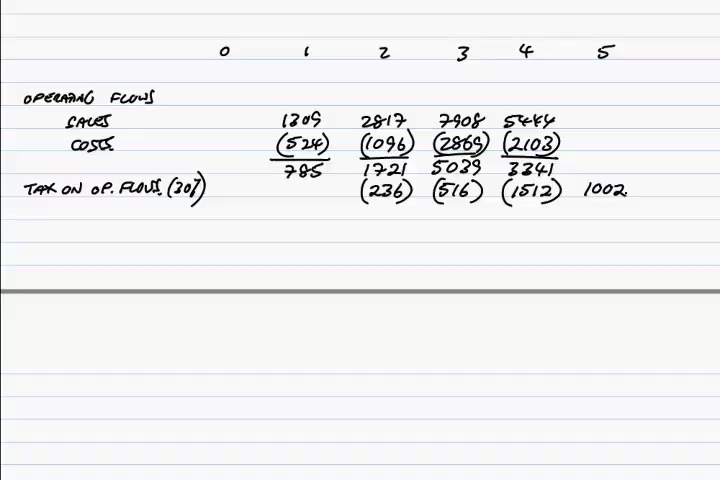 0 1 2 3 4 5
OPERATING FLOWS
SALES 1309 2817 7908 5444
COSTS (524) (1096) (2869) (2103)
785 1721 5039 3341
TAX ON OP. FLOWS. (30%) (236) (516) (1512) 1002.